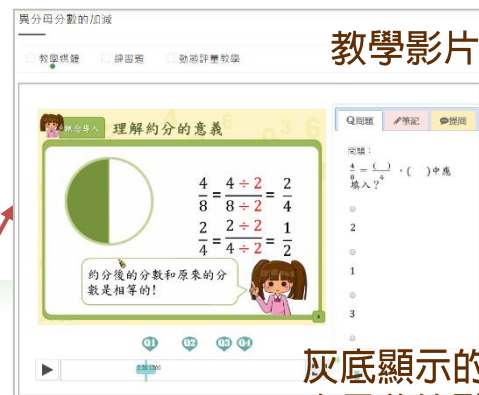 異分母分數的加減
教學媒體 練習題 動態評量教學
教學影片
概念導入 理解約分的意義
4/8 = 4 ÷ 2/8 ÷ 2 = 2/4
2/4 = 2 ÷ 2/4 ÷ 2 = 1/2
約分後的分數和原來的分
數是相等的!
Q問題 筆記 提問
問題：
4/8 = ( )/4 ，( )中應
填入？
2
1
3
Q1 Q2 Q3 Q4
灰底顯示的